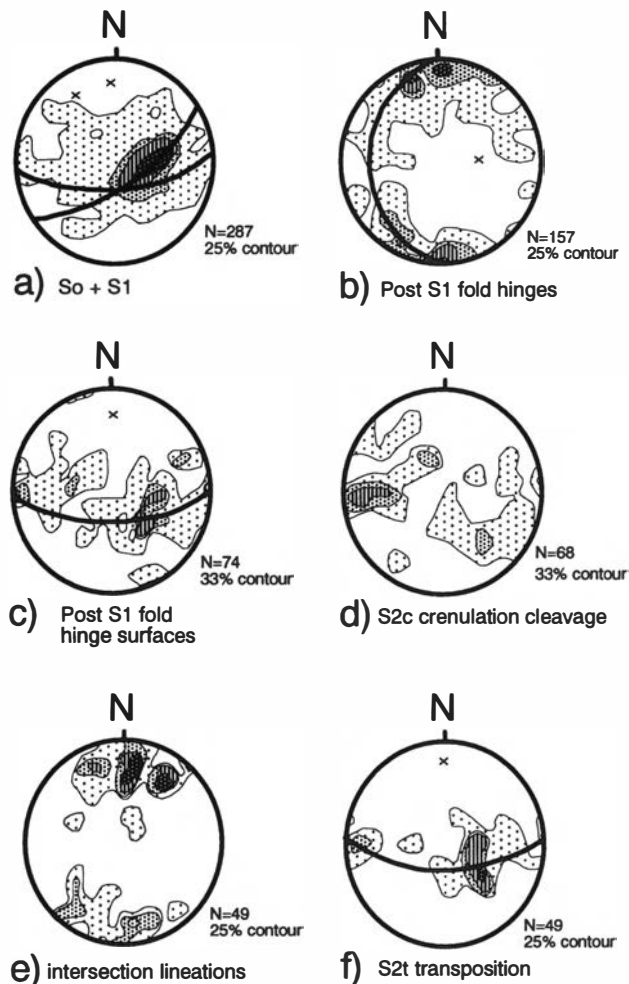 N
N
N=287
25% contour
a) So + S1
N=157
25% contour
b) Post S1 fold hinges
N
N
N=74
33% contour
c) Post S1 fold
hinge surfaces
N=68
33% contour
d) S2c crenulation cleavage
N
N
N=49
25% contour
e) intersection lineations
N=49
25% contour
f) S2t transposition